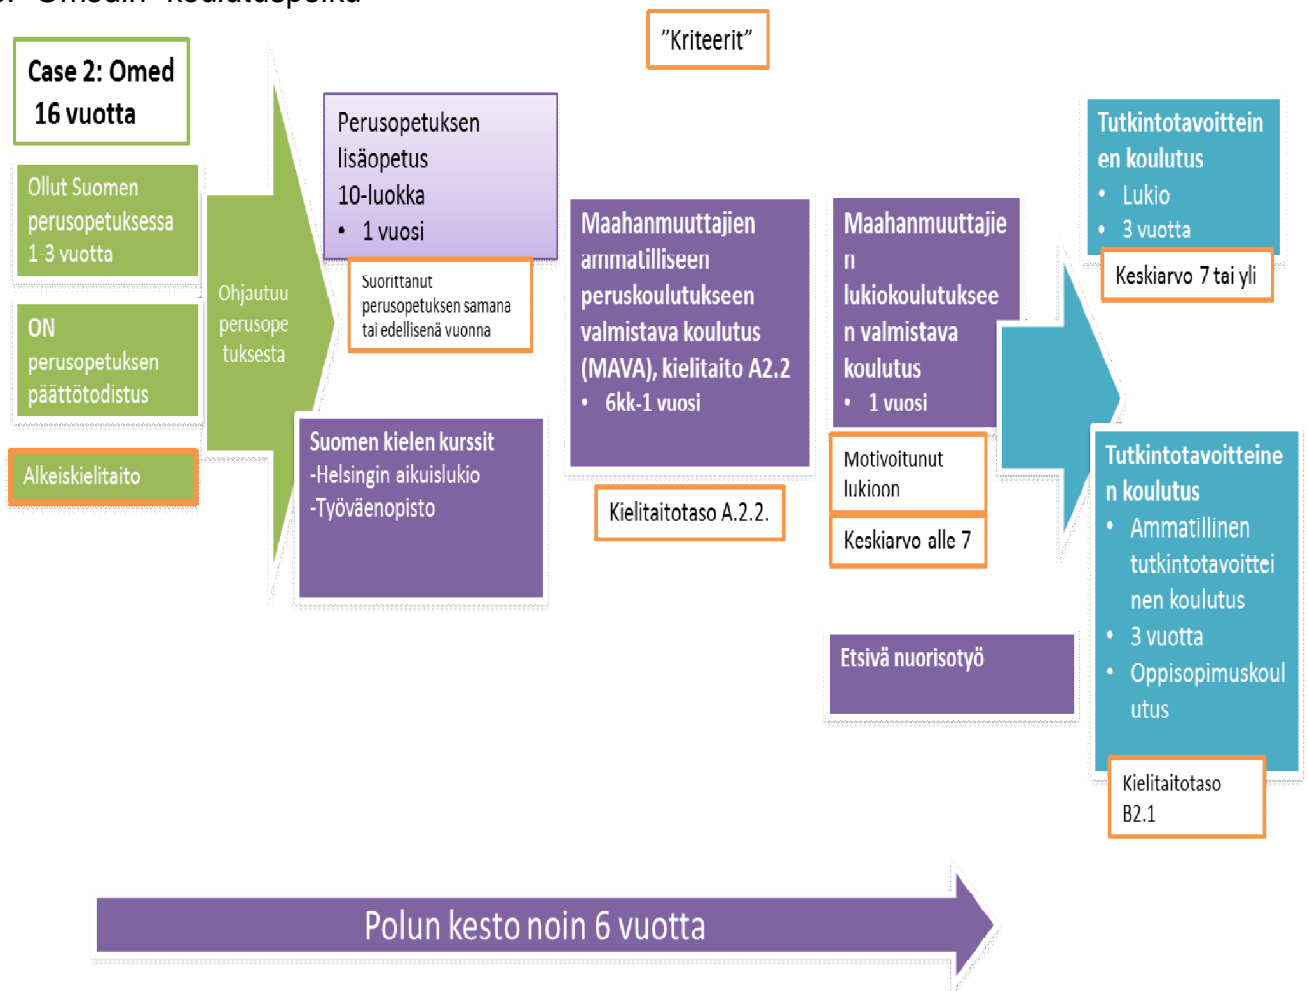 Omedin koulutuspolku
"Kriteerit"
Case 2: Omed
16 vuotta
Ollut Suomen
perusopetuksessa
1-3 vuotta
ON
perusopetuksen
päättötodistus
Alkeiskielitaito
Ohjautuu
perusope
tuksesta
Perusopetuksen
lisäopetus
10-luokka
• 1 vuosi
Suorittanut
perusopetuksen samana
tai edellisenä vuonna
Suomen kielen kurssit
-Helsingin aikuislukio
-Työväenopisto
Maahanmuuttajien
ammatilliseen
peruskoulutukseen
valmistava koulutus
(MAVA), kielitaito A2.2
• 6kk-1 vuosi
Kielitaitotaso A.2.2.
Maahanmuuttajie
n
lukiokoulutuksee
n valmistava
koulutus
• 1 vuosi
Motivoitunut
lukioon
Keskiarvo alle 7
Etsivä nuorisotyö
Tutkintotavoittein
en koulutus
• Lukio
• 3 vuotta
Keskiarvo 7 tai yli
Tutkintotavoitteine
n koulutus
• Ammatillinen
tutkintotavoittei
nen koulutus
• 3 vuotta
• Oppisopimuskoul
utus
Kielitaitotaso
B2.1
Polun kesto noin 6 vuotta